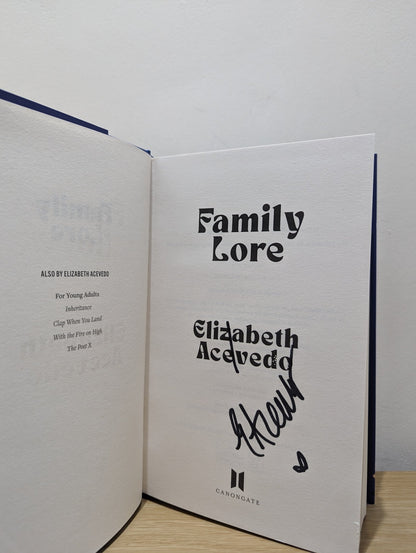 ALSO BY ELIZABETH ACEVEDO
For Young Adults
Inheritance
Clap When You Land
With the Fire on High
The Poet X
Family
Lore
Elizabeth
Acevedo
CANONGATE